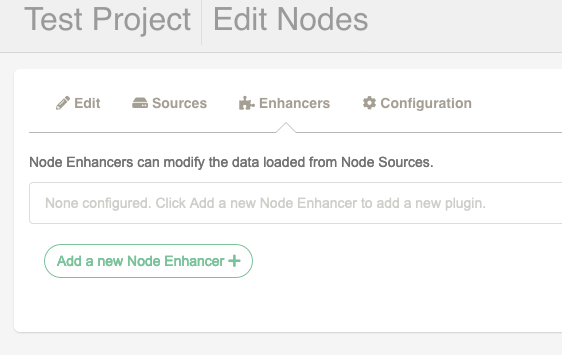 Test Project Edit Nodes
Edit Sources Enhancers Configuration
Node Enhancers can modify the data loaded from Node Sources.
None configured. Click Add a new Node Enhancer to add a new plugin.
Add a new Node Enhancer +